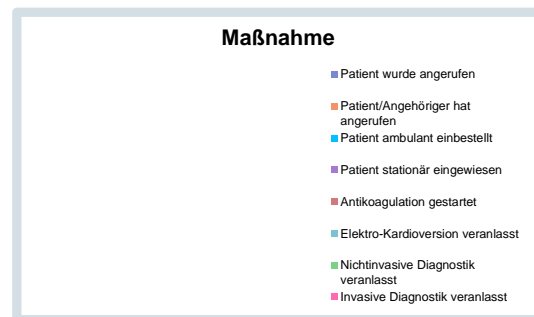 Maßnahme
Patient wurde angerufen
Patient/Angehöriger hat
angerufen
Patient ambulant einbestellt
Patient stationär eingewiesen
Antikoagulation gestartet
Elektro-Kardioversion veranlasst
Nichtinvasive Diagnostik
veranlasst
Invasive Diagnostik veranlasst